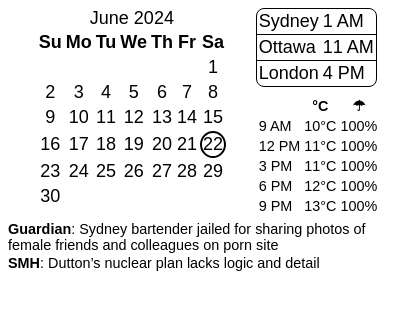 June 2024
Su Mo Tu We Th Fr Sa
1
2 3 4 5 6 7 8
9 10 11 12 13 14 15
16 17 18 19 20 21 22
23 24 25 26 27 28 29
30
Sydney 1 AM
Ottawa 11 AM
London 4 PM
°C ☂
9 AM 10°C 100%
12 PM 11°C 100%
3 PM 11°C 100%
6 PM 12°C 100%
9 PM 13°C 100%
Guardian: Sydney bartender jailed for sharing photos of
female friends and colleagues on porn site
SMH: Dutton’s nuclear plan lacks logic and detail